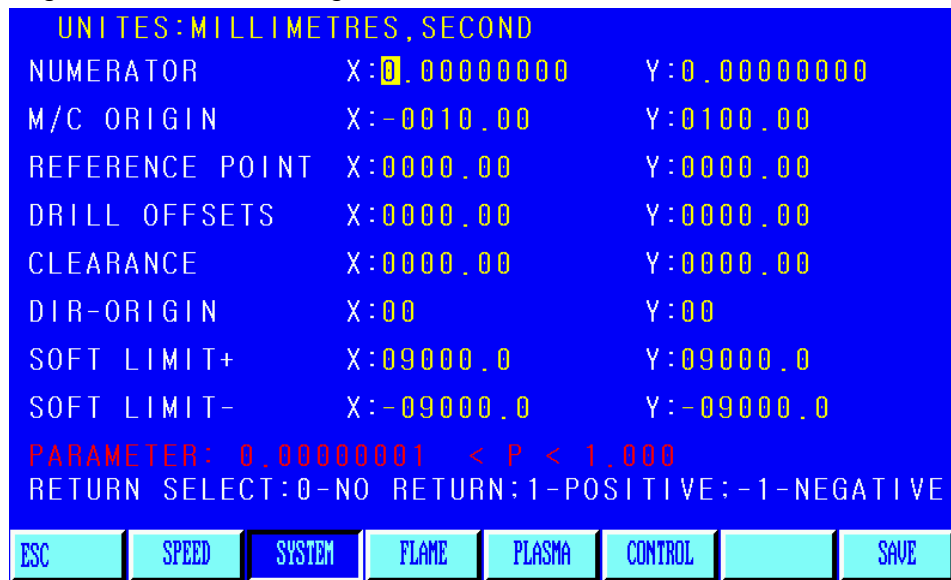 UNITES:MILLIMETRES,SECOND
NUMERATOR X:0.00000000 Y:0.00000000
M/C ORIGIN X:-0010.00 Y:0100.00
REFERENCE POINT X:0000.00 Y:0000.00
DRILL OFFSETS X:0000.00 Y:0000.00
CLEARANCE X:0000.00 Y:0000.00
DIR-ORIGIN X:00 Y:00
SOFT LIMIT+ X:09000.0 Y:09000.0
SOFT LIMIT- X:-09000.0 Y:-09000.0
PARAMETER: 0.00000001 < P < 1.000
RETURN SELECT:0-NO RETURN;1-POSITIVE;-1-NEGATIVE
ESC SPEED SYSTEM FLAME PLASMA CONTROL SAVE